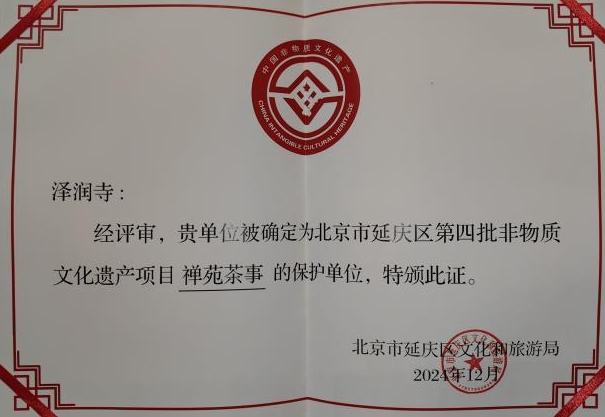 中国非物质文化遗产
CHINA INTANGIBLE CULTURAL HERITAGE
泽润寺：
经评审，贵单位被确定为北京市延庆区第四批非物质
文化遗产项目 禅苑茶事 的保护单位，特颁此证。
北京市延庆区文化和旅游局
2024年12月